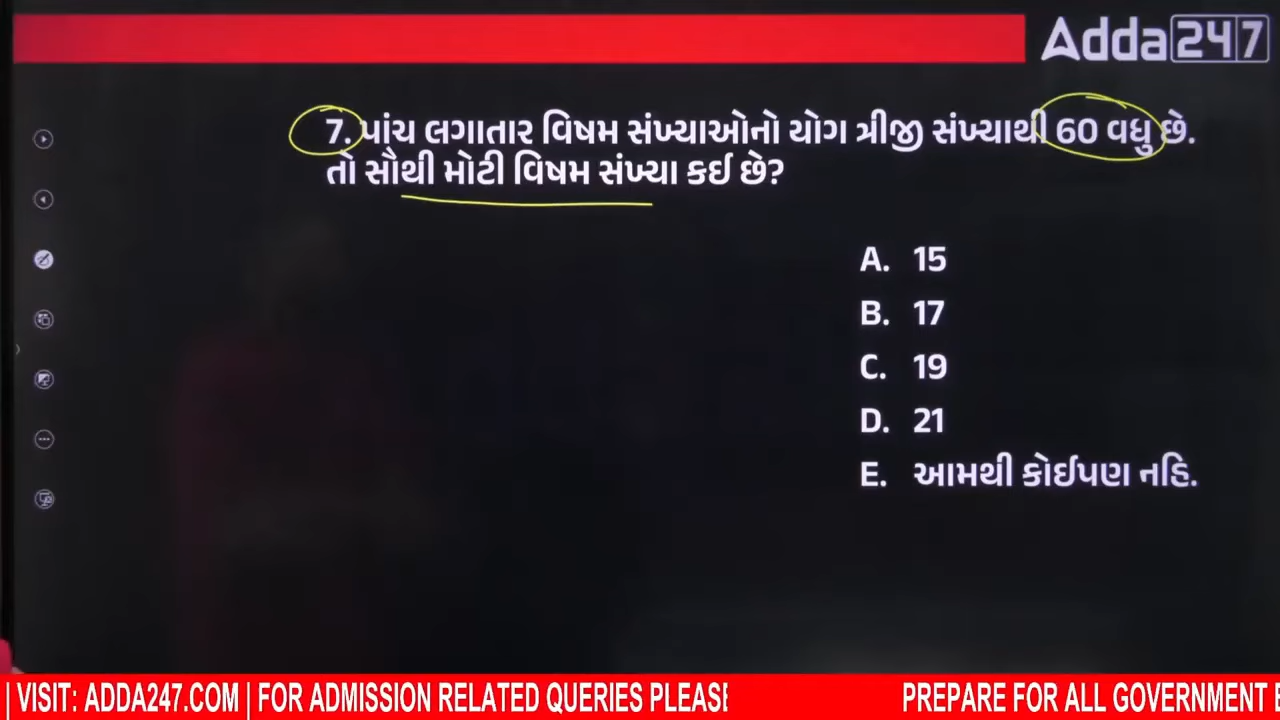 Adda247
7. પાંચ લગાતાર વિષમ સંખ્યાઓનો યોગ ત્રીજી સંખ્યાથી 60 વધુ છે.
તો સૌથી મોટી વિષમ સંખ્યા કઈ છે?
A. 15
B. 17
C. 19
D. 21
E. આમથી કોઈપણ નહિ.
| VISIT: ADDA247.COM | FOR ADMISSION RELATED QUERIES PLEASE PREPARE FOR ALL GOVERNMENT E